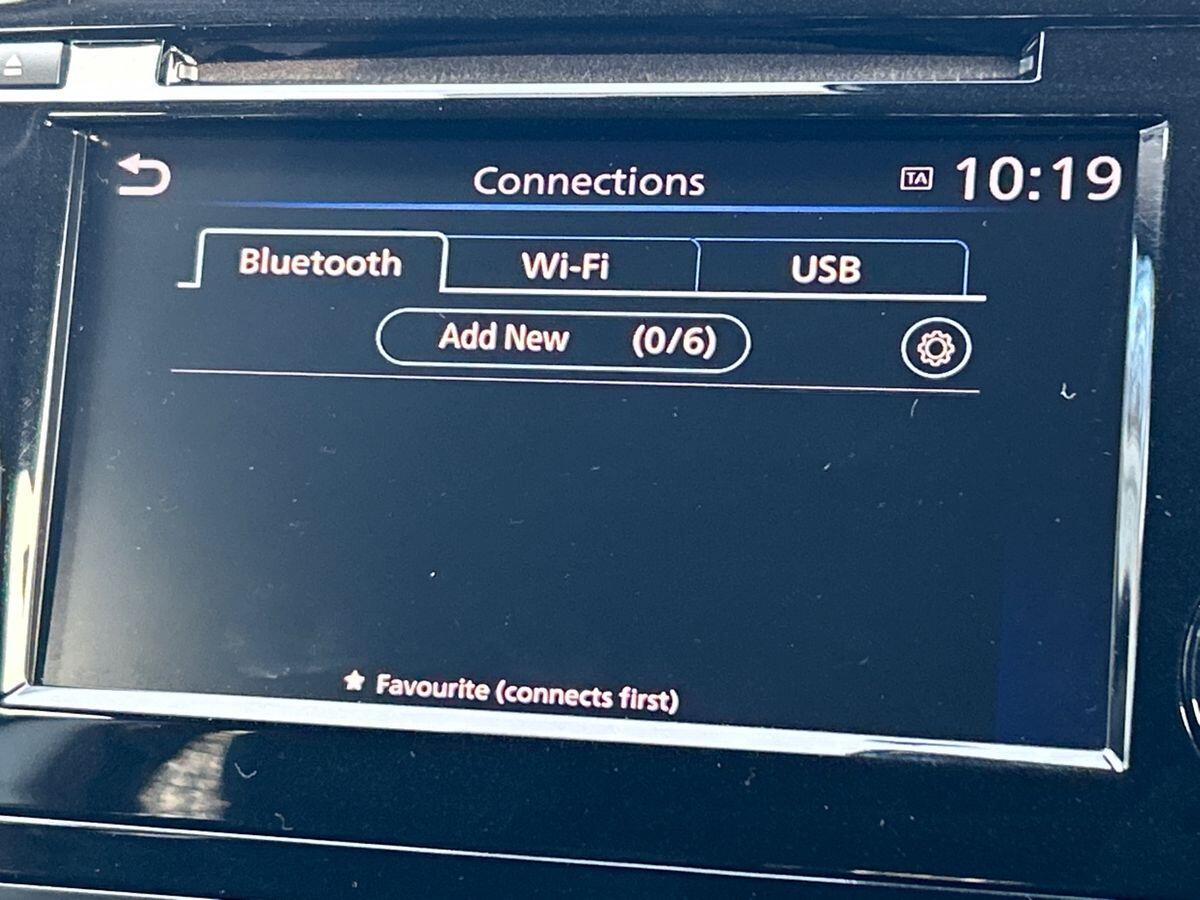 Connections TA 10:19
Bluetooth Wi-Fi USB
Add New (0/6)
Favourite (connects first)